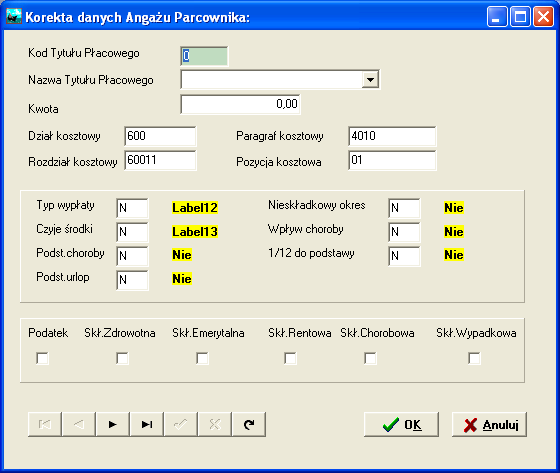 Korekta danych Angażu Parcownika:
Kod Tytułu Płacowego 0
Nazwa Tytułu Płacowego
Kwota 0,00
Dział kosztowy 600 Paragraf kosztowy 4010
Rozdział kosztowy 60011 Pozycja kosztowa 01
Typ wypłaty N Label12 Nieskładkowy okres N Nie
Czyje środki N Label13 Wpływ choroby N Nie
Podst.choroby N Nie 1/12 do podstawy N Nie
Podst.urlop N Nie
Podatek Skł.Zdrowotna Skł.Emerytalna Skł.Rentowa Skł.Chorobowa Skł.Wypadkowa
OK Anuluj